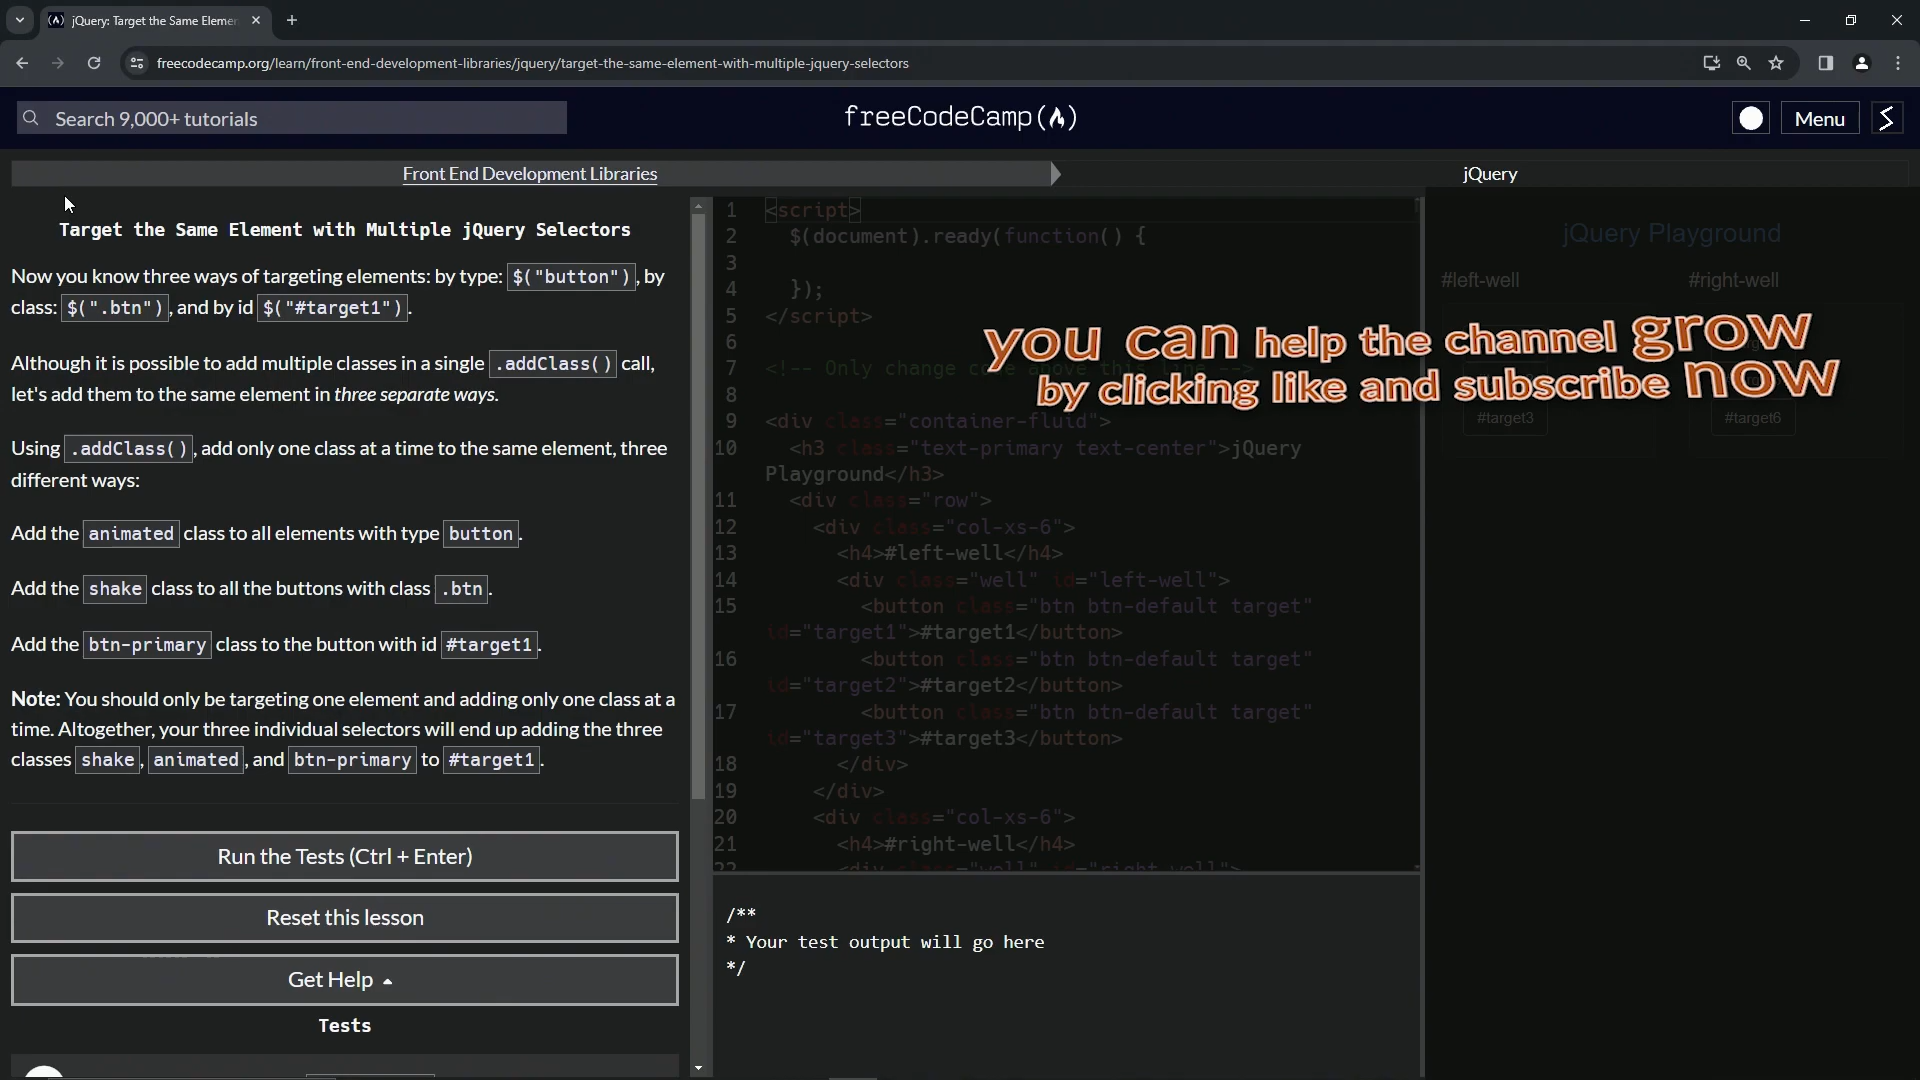 jQuery: Target the Same Elemen
freecodecamp.org/learn/front-end-development-libraries/jquery/target-the-same-element-with-multiple-jquery-selectors
Search 9,000+ tutorials
freeCodeCamp(🔥)
Menu
Front End Development Libraries
jQuery
Target the Same Element with Multiple jQuery Selectors
Now you know three ways of targeting elements: by type: $("button"), by
class: $(".btn"), and by id $("#target1").
Although it is possible to add multiple classes in a single .addClass() call,
let's add them to the same element in three separate ways.
Using .addClass(), add only one class at a time to the same element, three
different ways:
Add the animated class to all elements with type button.
Add the shake class to all the buttons with class .btn.
Add the btn-primary class to the button with id #target1.
Note: You should only be targeting one element and adding only one class at a
time. Altogether, your three individual selectors will end up adding the three
classes shake, animated, and btn-primary to #target1.
Run the Tests (Ctrl + Enter)
Reset this lesson
Get Help
Tests
1 <script>
2 $(document).ready(function() {
3
4 });
5 </script>
6
7 <!-- Only change code above this line -->
8
9 <div class="container-fluid">
10 <h3 class="text-primary text-center">jQuery
Playground</h3>
11 <div class="row">
12 <div class="col-xs-6">
13 <h4>#left-well</h4>
14 <div class="well" id="left-well">
15 <button class="btn btn-default target"
id="target1">#target1</button>
16 <button class="btn btn-default target"
id="target2">#target2</button>
17 <button class="btn btn-default target"
id="target3">#target3</button>
18 </div>
19 </div>
20 <div class="col-xs-6">
21 <h4>#right-well</h4>
22 <div class="well" id="right-well">
/**
* Your test output will go here
*/
jQuery Playground
#left-well
#right-well
you can help the channel grow
by clicking like and subscribe now
#target3
#target6